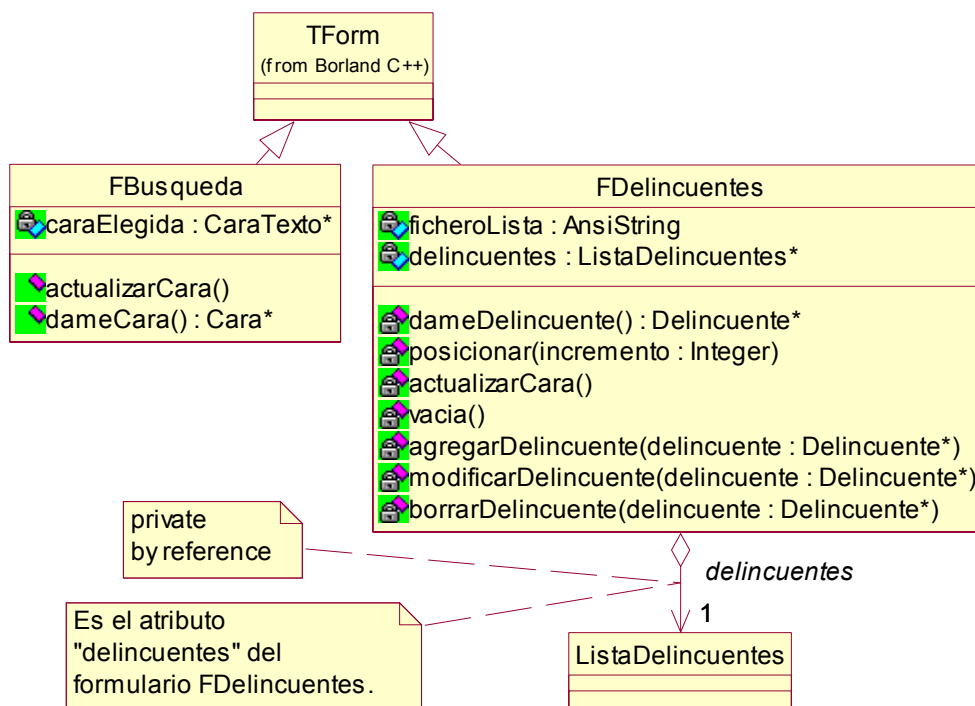 TForm
(from Borland C++)
FBusqueda
caraElegida : CaraTexto*
actualizarCara()
dameCara() : Cara*
FDelincuentes
ficheroLista : AnsiString
delincuentes : ListaDelincuentes*
dameDelincuente() : Delincuente*
posicionar(incremento : Integer)
actualizarCara()
vacia()
agregarDelincuente(delincuente : Delincuente*)
modificarDelincuente(delincuente : Delincuente*)
borrarDelincuente(delincuente : Delincuente*)
private
by reference
delincuentes
1
Es el atributo
"delincuentes" del
formulario FDelincuentes.
ListaDelincuentes